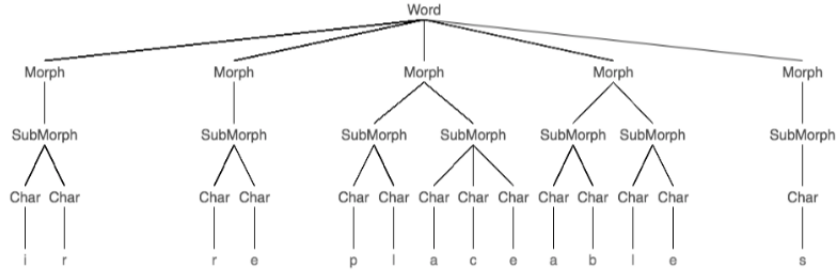 Word
Morph Morph Morph Morph Morph
SubMorph SubMorph SubMorph SubMorph SubMorph SubMorph SubMorph
Char Char Char Char Char Char Char Char Char Char Char Char Char Char
i r r e p l a c e a b l e s